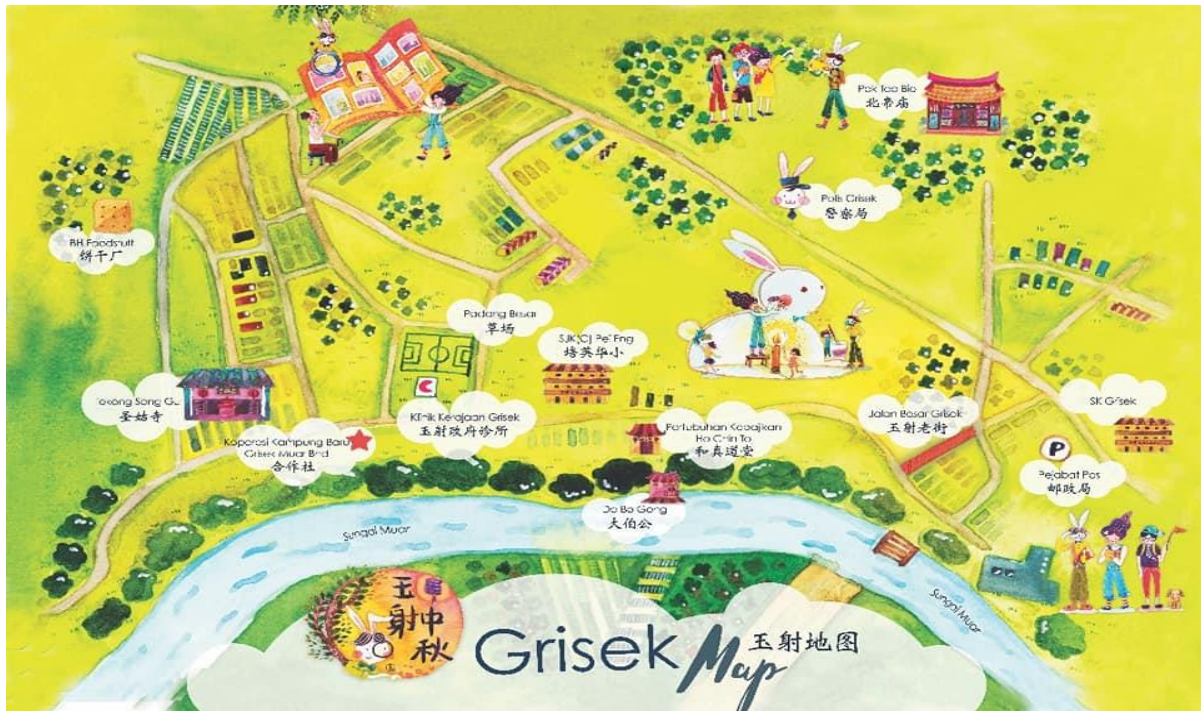 Pak Tao Bio
北帝庙
Polis Grisek
警察局
BH Foodstuff
饼干厂
Padang Besar
草场
SJK(C) Pei Eng
培英华小
Tokong Seng Gu
圣姑寺
Koperasi Kampung Baru
Grisek Muar Bhd
合作社
Klinik Kerajaan Grisek
玉射政府诊所
Pertubuhan Kebajikan
Ho Chin To
和真道堂
Jalan Besar Grisek
玉射老街
SK Grisek
P
Pejabat Pos
邮政局
Da Bo Gong
大伯公
Sungai Muar
Sungai Muar
玉射中秋
Grisek Map
玉射地图